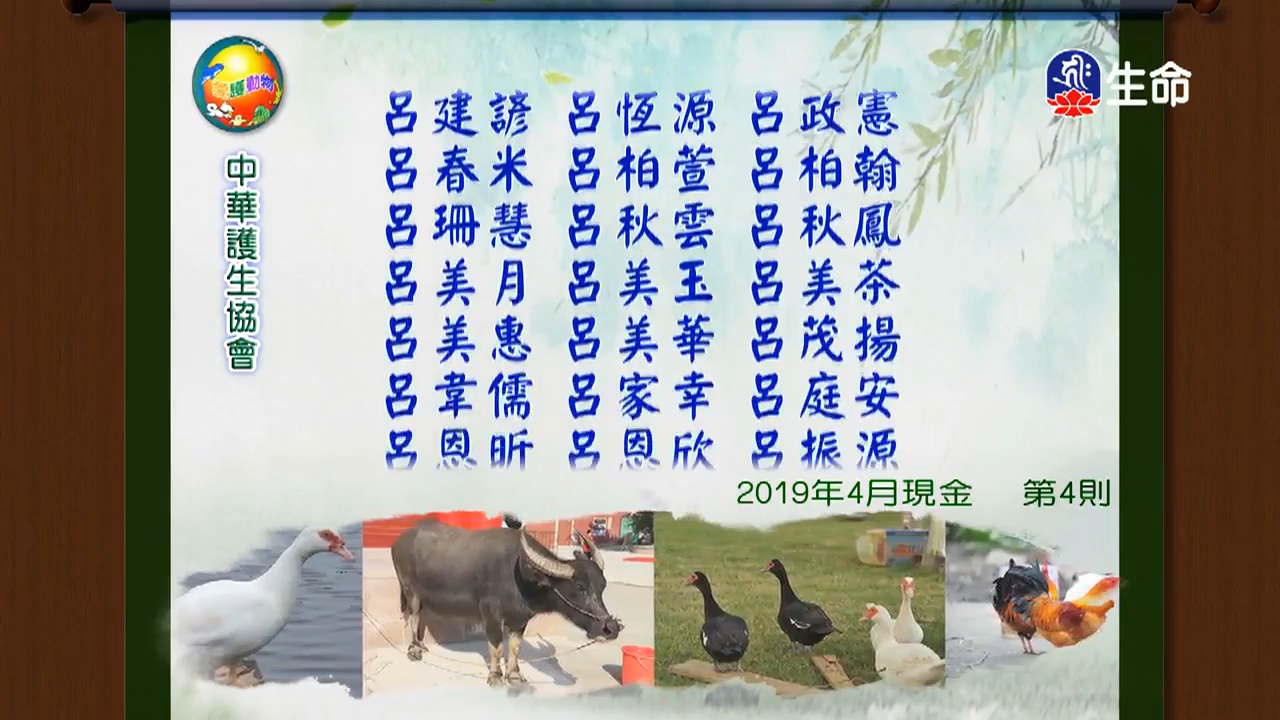 愛護動物
生命
中華護生協會
呂建諺 呂恆源 呂政憲
呂春米 呂柏萱 呂柏翰
呂珊慧 呂秋雲 呂秋鳳
呂美月 呂美玉 呂美茶
呂美惠 呂美華 呂茂揚
呂韋儒 呂家幸 呂庭安
呂恩昕 呂恩欣 呂振源
2019年4月現金 第4則